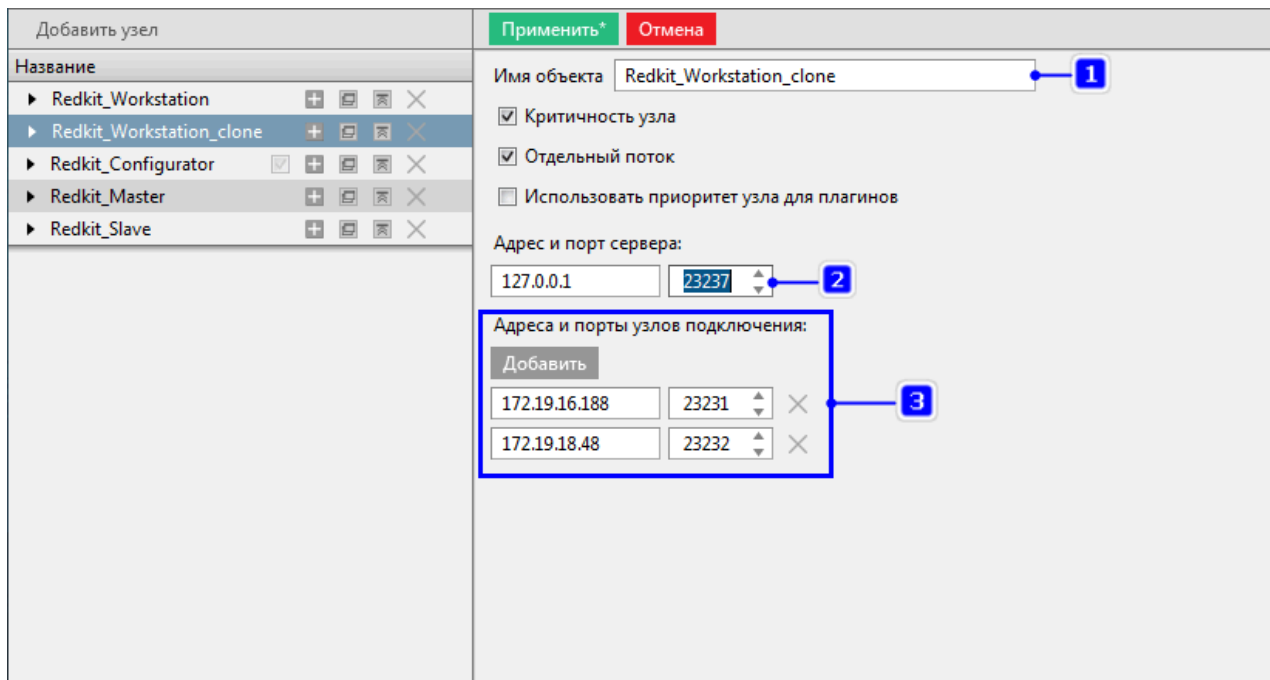 Добавить узел
Применить* Отмена
Название
Redkit_Workstation
Redkit_Workstation_clone
Redkit_Configurator
Redkit_Master
Redkit_Slave
Имя объекта Redkit_Workstation_clone 1
Критичность узла
Отдельный поток
Использовать приоритет узла для плагинов
Адрес и порт сервера:
127.0.0.1 23237 2
Адреса и порты узлов подключения:
Добавить
172.19.16.188 23231 3
172.19.18.48 23232